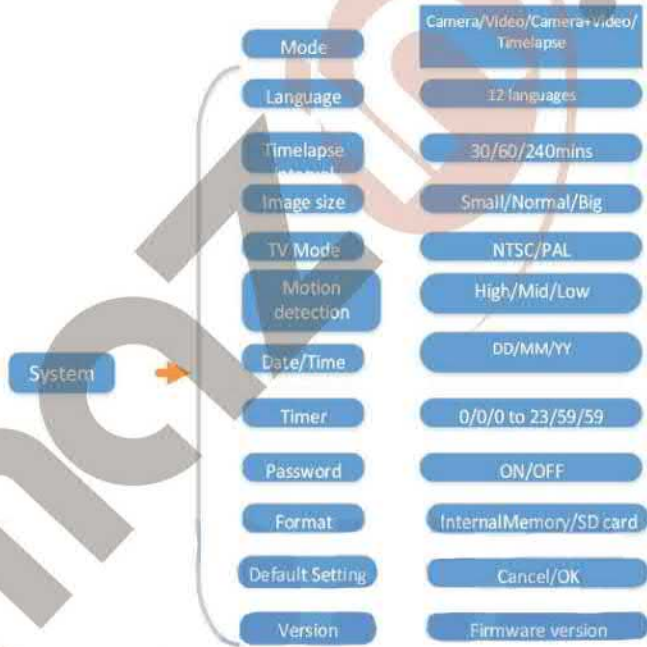 Mode
Camera/Video/Camera+Video/
Timelapse
Language
12 languages
Timelapse
30/60/240mins
Image size
Small/Normal/Big
TV Mode
NTSC/PAL
Motion
detection
High/Mid/Low
Date/Time
DD/MM/YY
System
Timer
0/0/0 to 23/59/59
Password
ON/OFF
Format
InternalMemory/SD card
Default Setting
Cancel/OK
Version
Firmware version